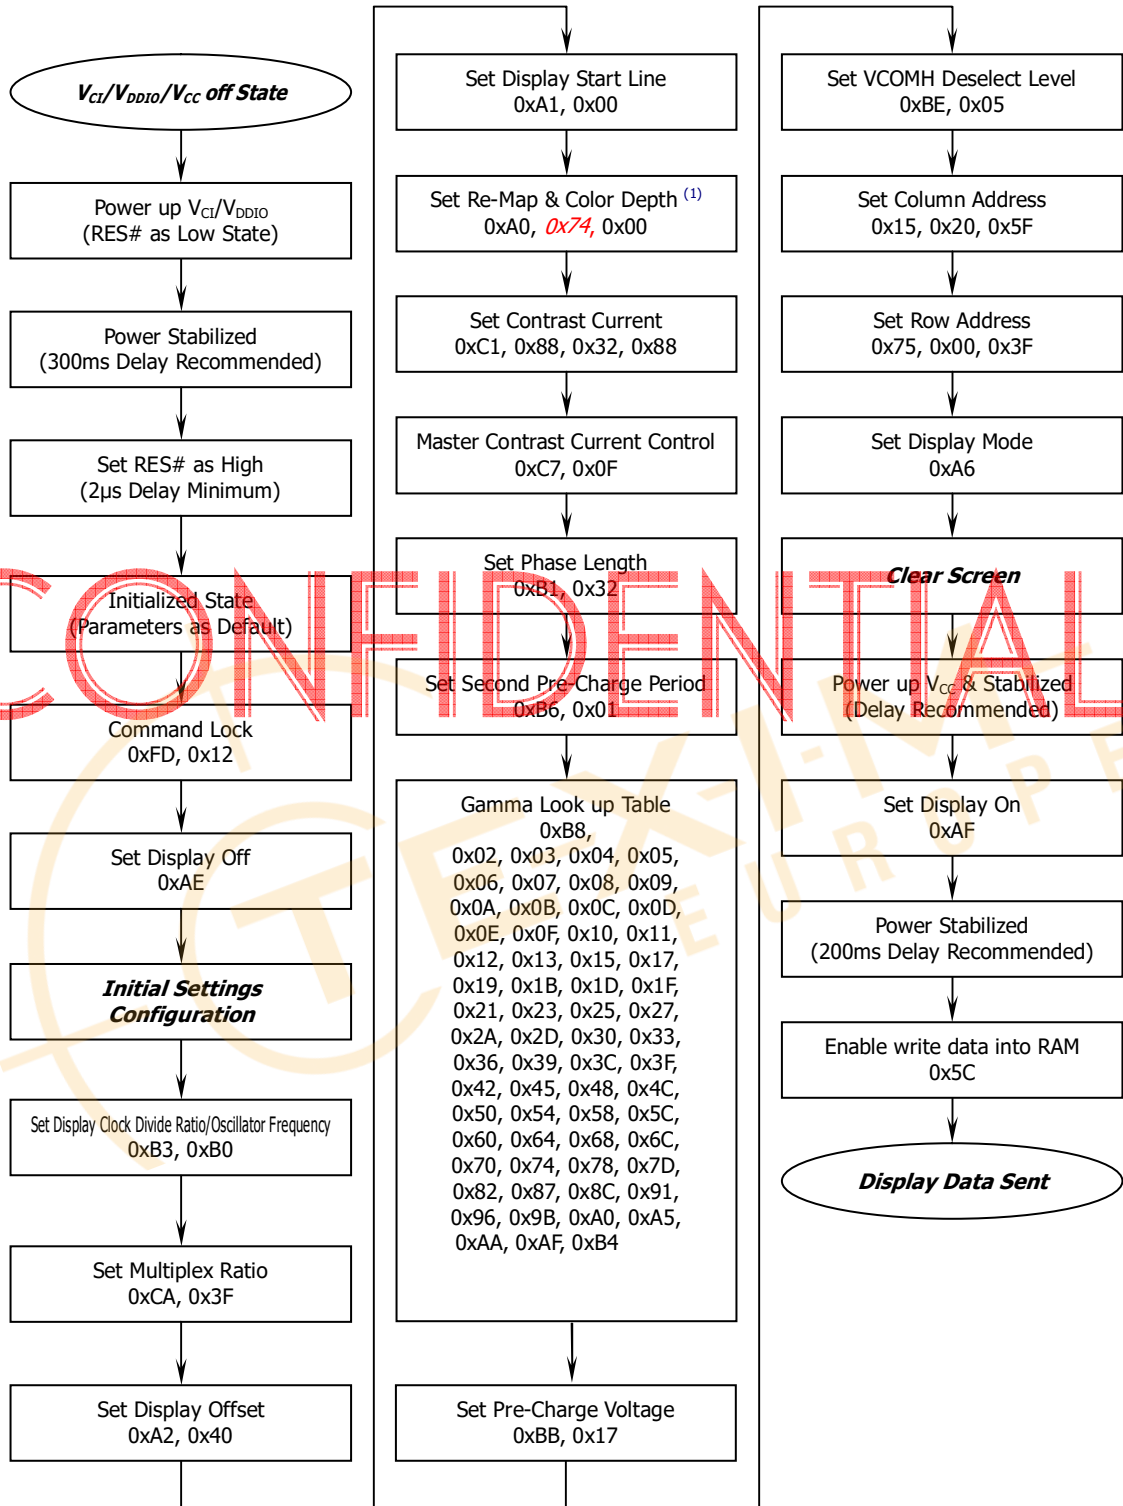 VCI/VDDIO/VCC off State
Power up VCI/VDDIO
(RES# as Low State)
Power Stabilized
(300ms Delay Recommended)
Set RES# as High
(2μs Delay Minimum)
Initialized State
(Parameters as Default)
Command Lock
0xFD, 0x12
Set Display Off
0xAE
Initial Settings
Configuration
Set Display Clock Divide Ratio/Oscillator Frequency
0xB3, 0xB0
Set Multiplex Ratio
0xCA, 0x3F
Set Display Offset
0xA2, 0x40
Set Display Start Line
0xA1, 0x00
Set Re-Map & Color Depth (1)
0xA0, 0x74, 0x00
Set Contrast Current
0xC1, 0x88, 0x32, 0x88
Master Contrast Current Control
0xC7, 0x0F
Set Phase Length
0xB1, 0x32
Set Second Pre-Charge Period
0xB6, 0x01
Gamma Look up Table
0xB8,
0x02, 0x03, 0x04, 0x05,
0x06, 0x07, 0x08, 0x09,
0x0A, 0x0B, 0x0C, 0x0D,
0x0E, 0x0F, 0x10, 0x11,
0x12, 0x13, 0x15, 0x17,
0x19, 0x1B, 0x1D, 0x1F,
0x21, 0x23, 0x25, 0x27,
0x2A, 0x2D, 0x30, 0x33,
0x36, 0x39, 0x3C, 0x3F,
0x42, 0x45, 0x48, 0x4C,
0x50, 0x54, 0x58, 0x5C,
0x60, 0x64, 0x68, 0x6C,
0x70, 0x74, 0x78, 0x7D,
0x82, 0x87, 0x8C, 0x91,
0x96, 0x9B, 0xA0, 0xA5,
0xAA, 0xAF, 0xB4
Set Pre-Charge Voltage
0xBB, 0x17
Set VCOMH Deselect Level
0xBE, 0x05
Set Column Address
0x15, 0x20, 0x5F
Set Row Address
0x75, 0x00, 0x3F
Set Display Mode
0xA6
Clear Screen
Power up VCC & Stabilized
(Delay Recommended)
Set Display On
0xAF
Power Stabilized
(200ms Delay Recommended)
Enable write data into RAM
0x5C
Display Data Sent
CONFIDENTIAL
TEXIM
EUROPE